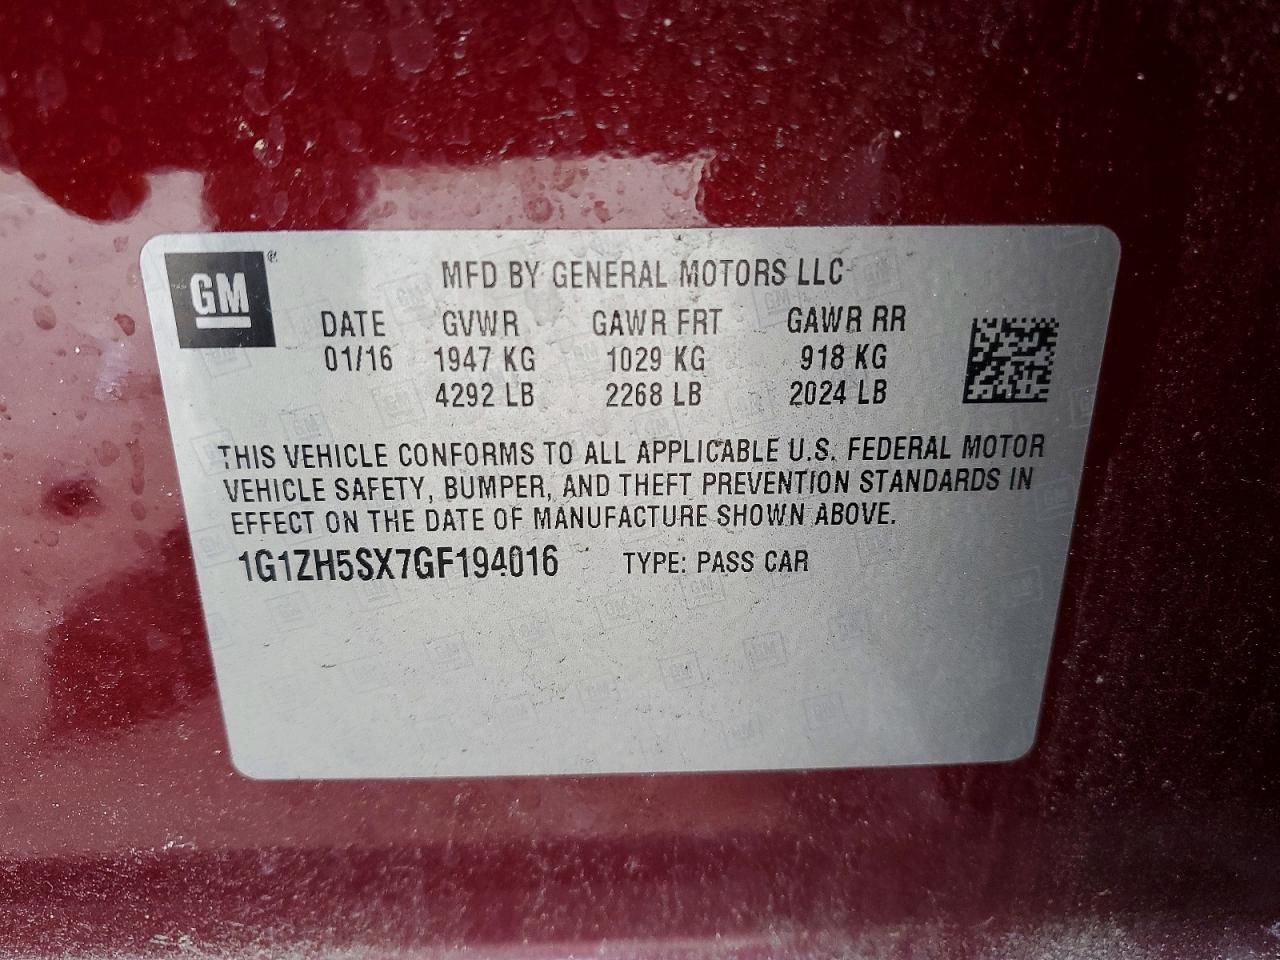 GM ®
MFD BY GENERAL MOTORS LLC
DATE GVWR GAWR FRT GAWR RR
01/16 1947 KG 1029 KG 918 KG
4292 LB 2268 LB 2024 LB
THIS VEHICLE CONFORMS TO ALL APPLICABLE U.S. FEDERAL MOTOR
VEHICLE SAFETY, BUMPER, AND THEFT PREVENTION STANDARDS IN
EFFECT ON THE DATE OF MANUFACTURE SHOWN ABOVE.
1G1ZH5SX7GF194016 TYPE: PASS CAR